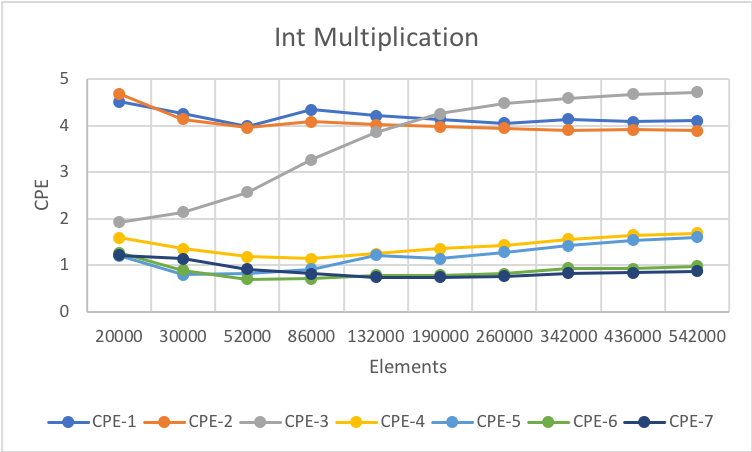 Int Multiplication
5
4
3
2
1
0
CPE
20000 30000 52000 86000 132000 190000 260000 342000 436000 542000
Elements
CPE-1 CPE-2 CPE-3 CPE-4 CPE-5 CPE-6 CPE-7